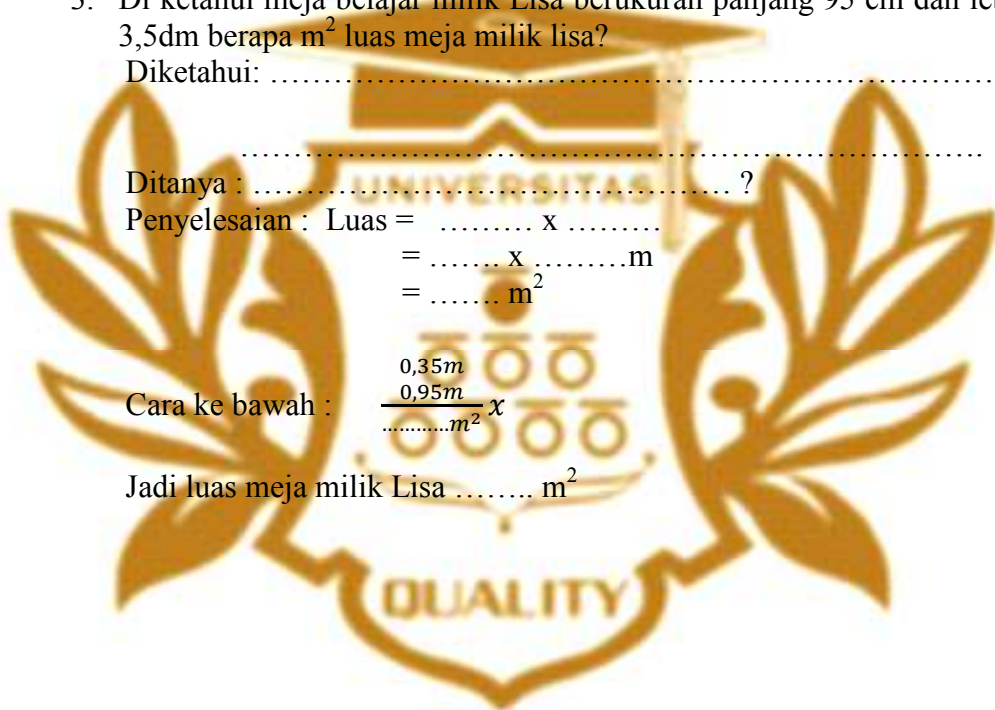 3. Di ketahui meja belajar milik Lisa berukuran panjang 95 cm dan
3,5dm berapa m² luas meja milik lisa?
Diketahui: ……………………………………………………………………
……………………………………………………………………….
Ditanya : …………………………………………… ?
UNIVERSITAS
Penyelesaian : Luas = ……… x ………
= ……. x ………m
= ……. m²
0,35m
Cara ke bawah : 0,95m x
............m²
Jadi luas meja milik Lisa …….. m²
QUALITY